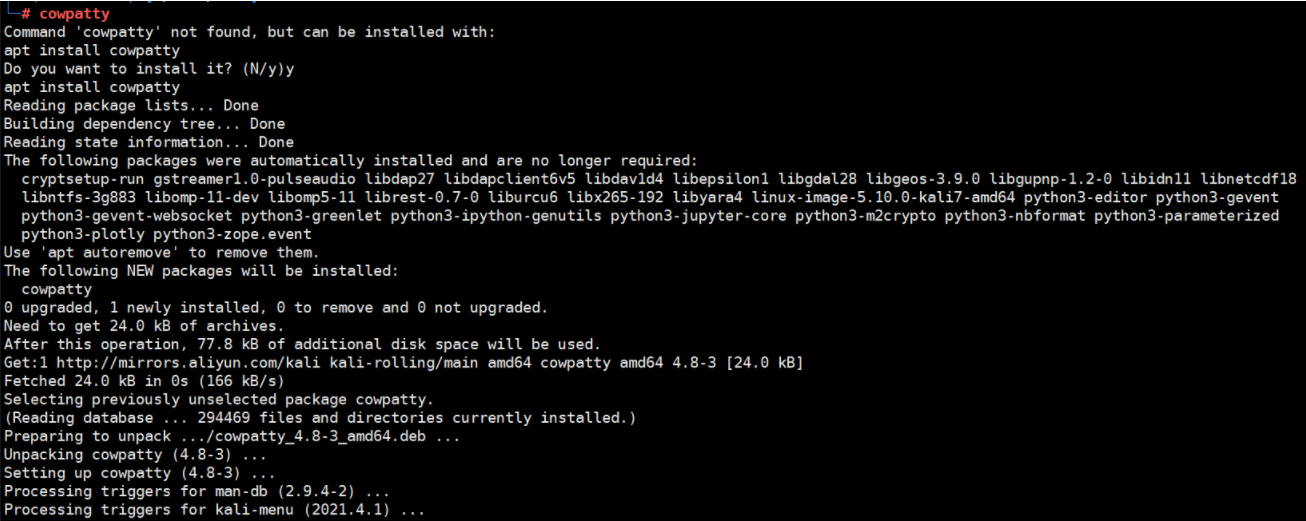 └─# cowpatty
Command 'cowpatty' not found, but can be installed with:
apt install cowpatty
Do you want to install it? (N/y)y
apt install cowpatty
Reading package lists... Done
Building dependency tree... Done
Reading state information... Done
The following packages were automatically installed and are no longer required:
  cryptsetup-run gstreamer1.0-pulseaudio libdap27 libdapclient6v5 libdav1d4 libepsilon1 libgdal28 libgeos-3.9.0 libgupnp-1.2-0 libidn11 libnetcdf18
  libntfs-3g883 libomp-11-dev libomp5-11 librest-0.7-0 liburcu6 libx265-192 libyara4 linux-image-5.10.0-kali7-amd64 python3-editor python3-gevent
  python3-gevent-websocket python3-greenlet python3-ipython-genutils python3-jupyter-core python3-m2crypto python3-nbformat python3-parameterized
  python3-plotly python3-zope.event
Use 'apt autoremove' to remove them.
The following NEW packages will be installed:
  cowpatty
0 upgraded, 1 newly installed, 0 to remove and 0 not upgraded.
Need to get 24.0 kB of archives.
After this operation, 77.8 kB of additional disk space will be used.
Get:1 http://mirrors.aliyun.com/kali kali-rolling/main amd64 cowpatty amd64 4.8-3 [24.0 kB]
Fetched 24.0 kB in 0s (166 kB/s)
Selecting previously unselected package cowpatty.
(Reading database ... 294469 files and directories currently installed.)
Preparing to unpack .../cowpatty_4.8-3_amd64.deb ...
Unpacking cowpatty (4.8-3) ...
Setting up cowpatty (4.8-3) ...
Processing triggers for man-db (2.9.4-2) ...
Processing triggers for kali-menu (2021.4.1) ...